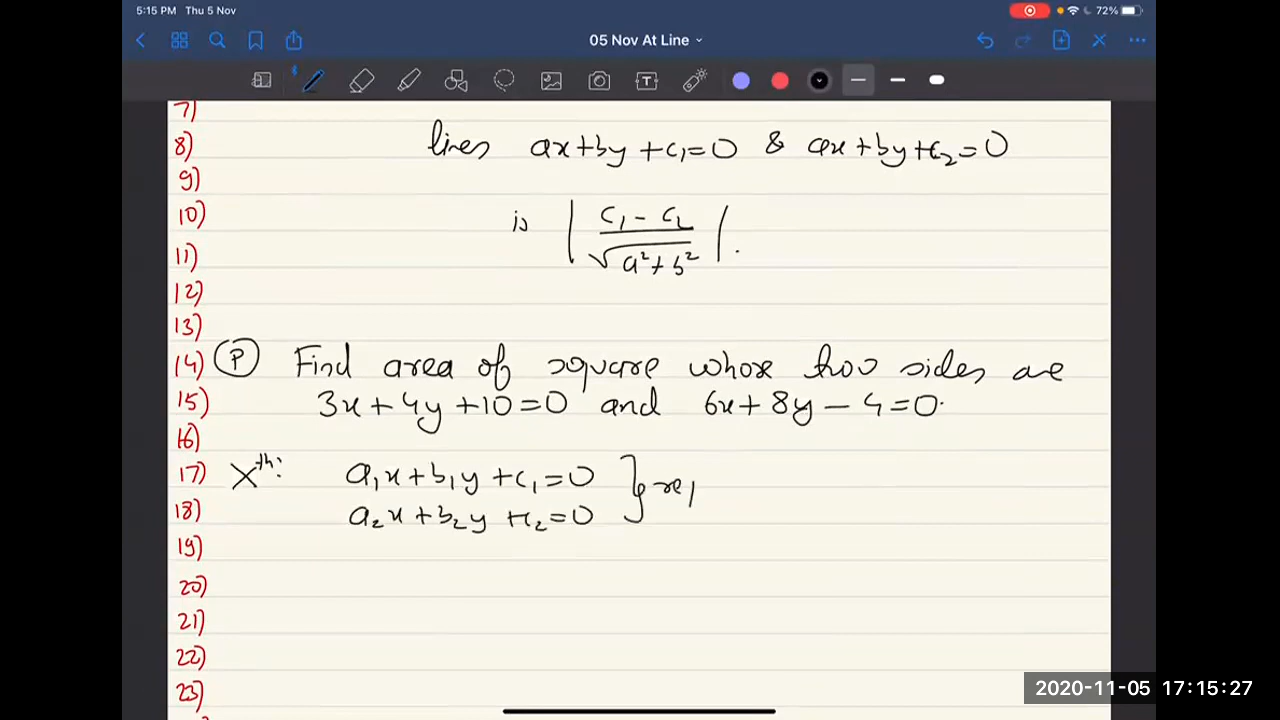 5:15 PM Thu 5 Nov
72%
05 Nov At Line
7)
8) lines ax+by+c₁=0 & ax+by+c₂=0
9)
10) is | c₁ - c₂ / √a²+b² | .
11)
12)
13)
14) (P) Find area of square whose two sides are
15) 3x+4y+10=0 and 6x+8y-4=0.
16)
17) Xᵗʰ: a₁x+b₁y+c₁=0
18) a₂x+b₂y+c₂=0
19)
20)
21)
22)
23)
2020-11-05 17:15:27